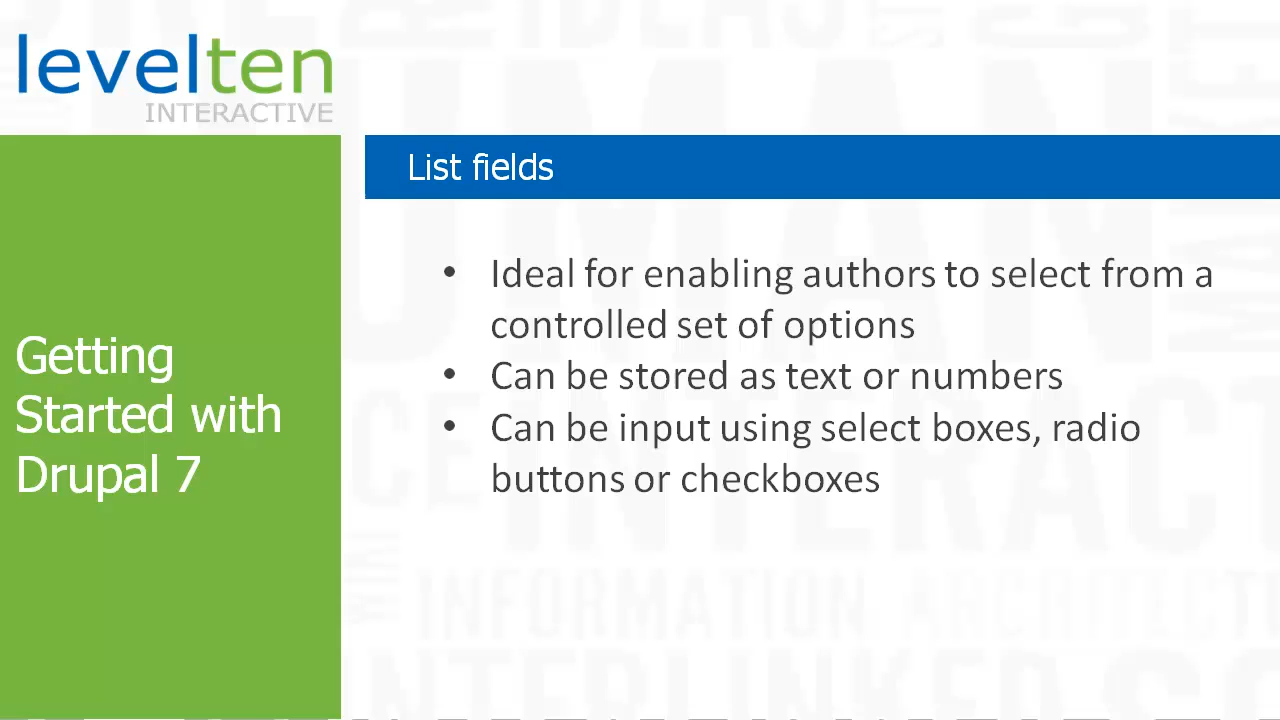 levelten
INTERACTIVE
List fields
Getting
Started with
Drupal 7
• Ideal for enabling authors to select from a
controlled set of options
• Can be stored as text or numbers
• Can be input using select boxes, radio
buttons or checkboxes
INFORMATION ARCHITECT
INTERLINKED